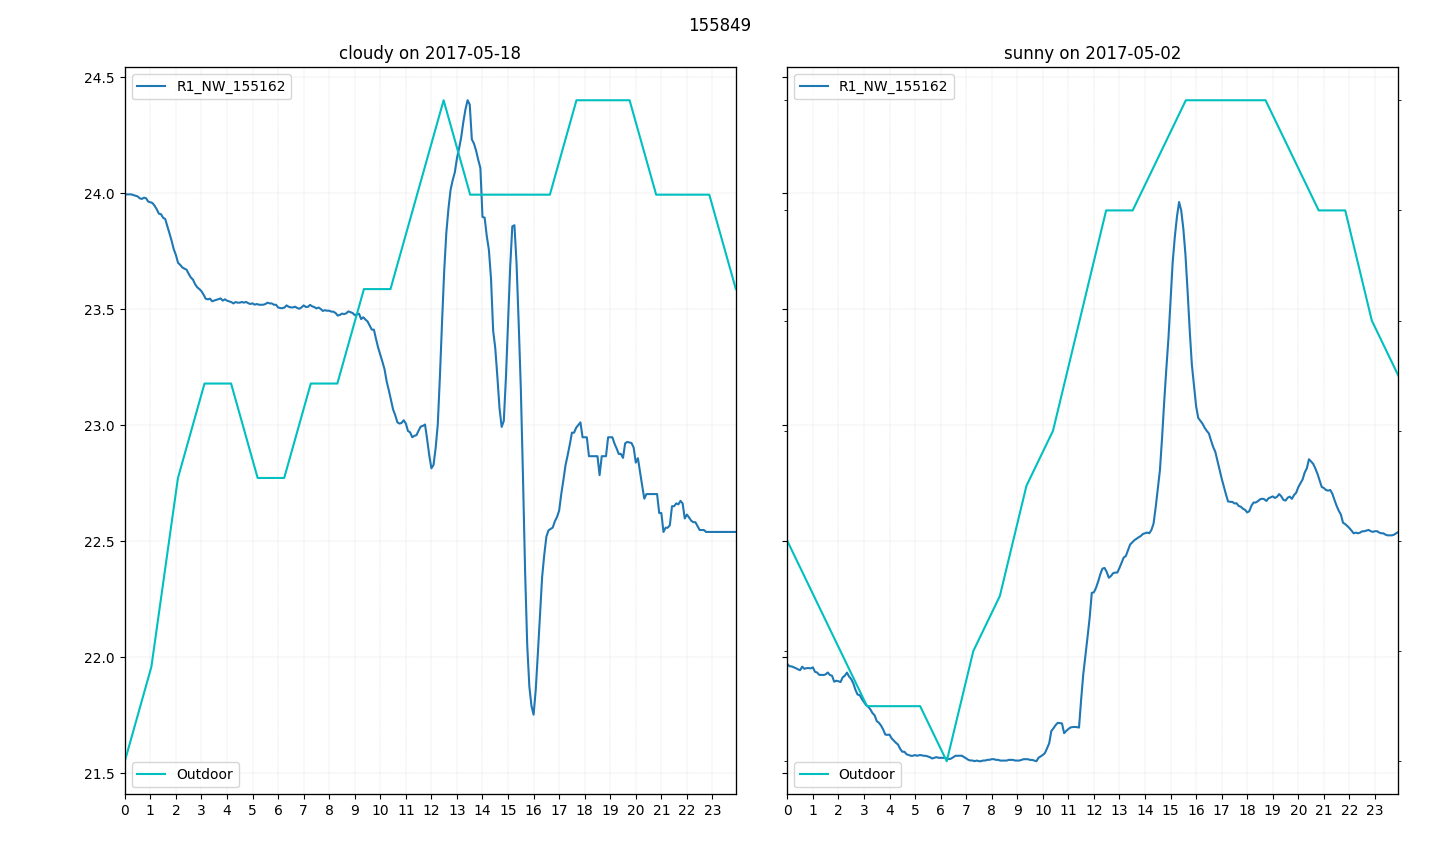 155849
cloudy on 2017-05-18
sunny on 2017-05-02
R1_NW_155162
R1_NW_155162
24.5
24.0
23.5
23.0
22.5
22.0
21.5
Outdoor
Outdoor
0 1 2 3 4 5 6 7 8 9 10 11 12 13 14 15 16 17 18 19 20 21 22 23
0 1 2 3 4 5 6 7 8 9 10 11 12 13 14 15 16 17 18 19 20 21 22 23